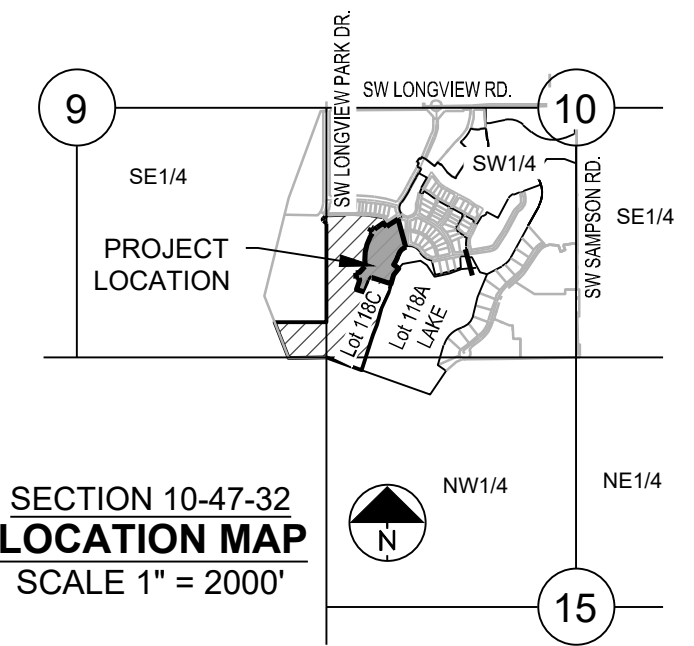 SW LONGVIEW PARK DR.
SW LONGVIEW RD.
9
10
SE1/4
SW1/4
SE1/4
SW SAMPSON RD.
PROJECT
LOCATION
Lot 118C
Lot 118A
LAKE
NW1/4
NE1/4
SECTION 10-47-32
LOCATION MAP
SCALE 1" = 2000'
N
15